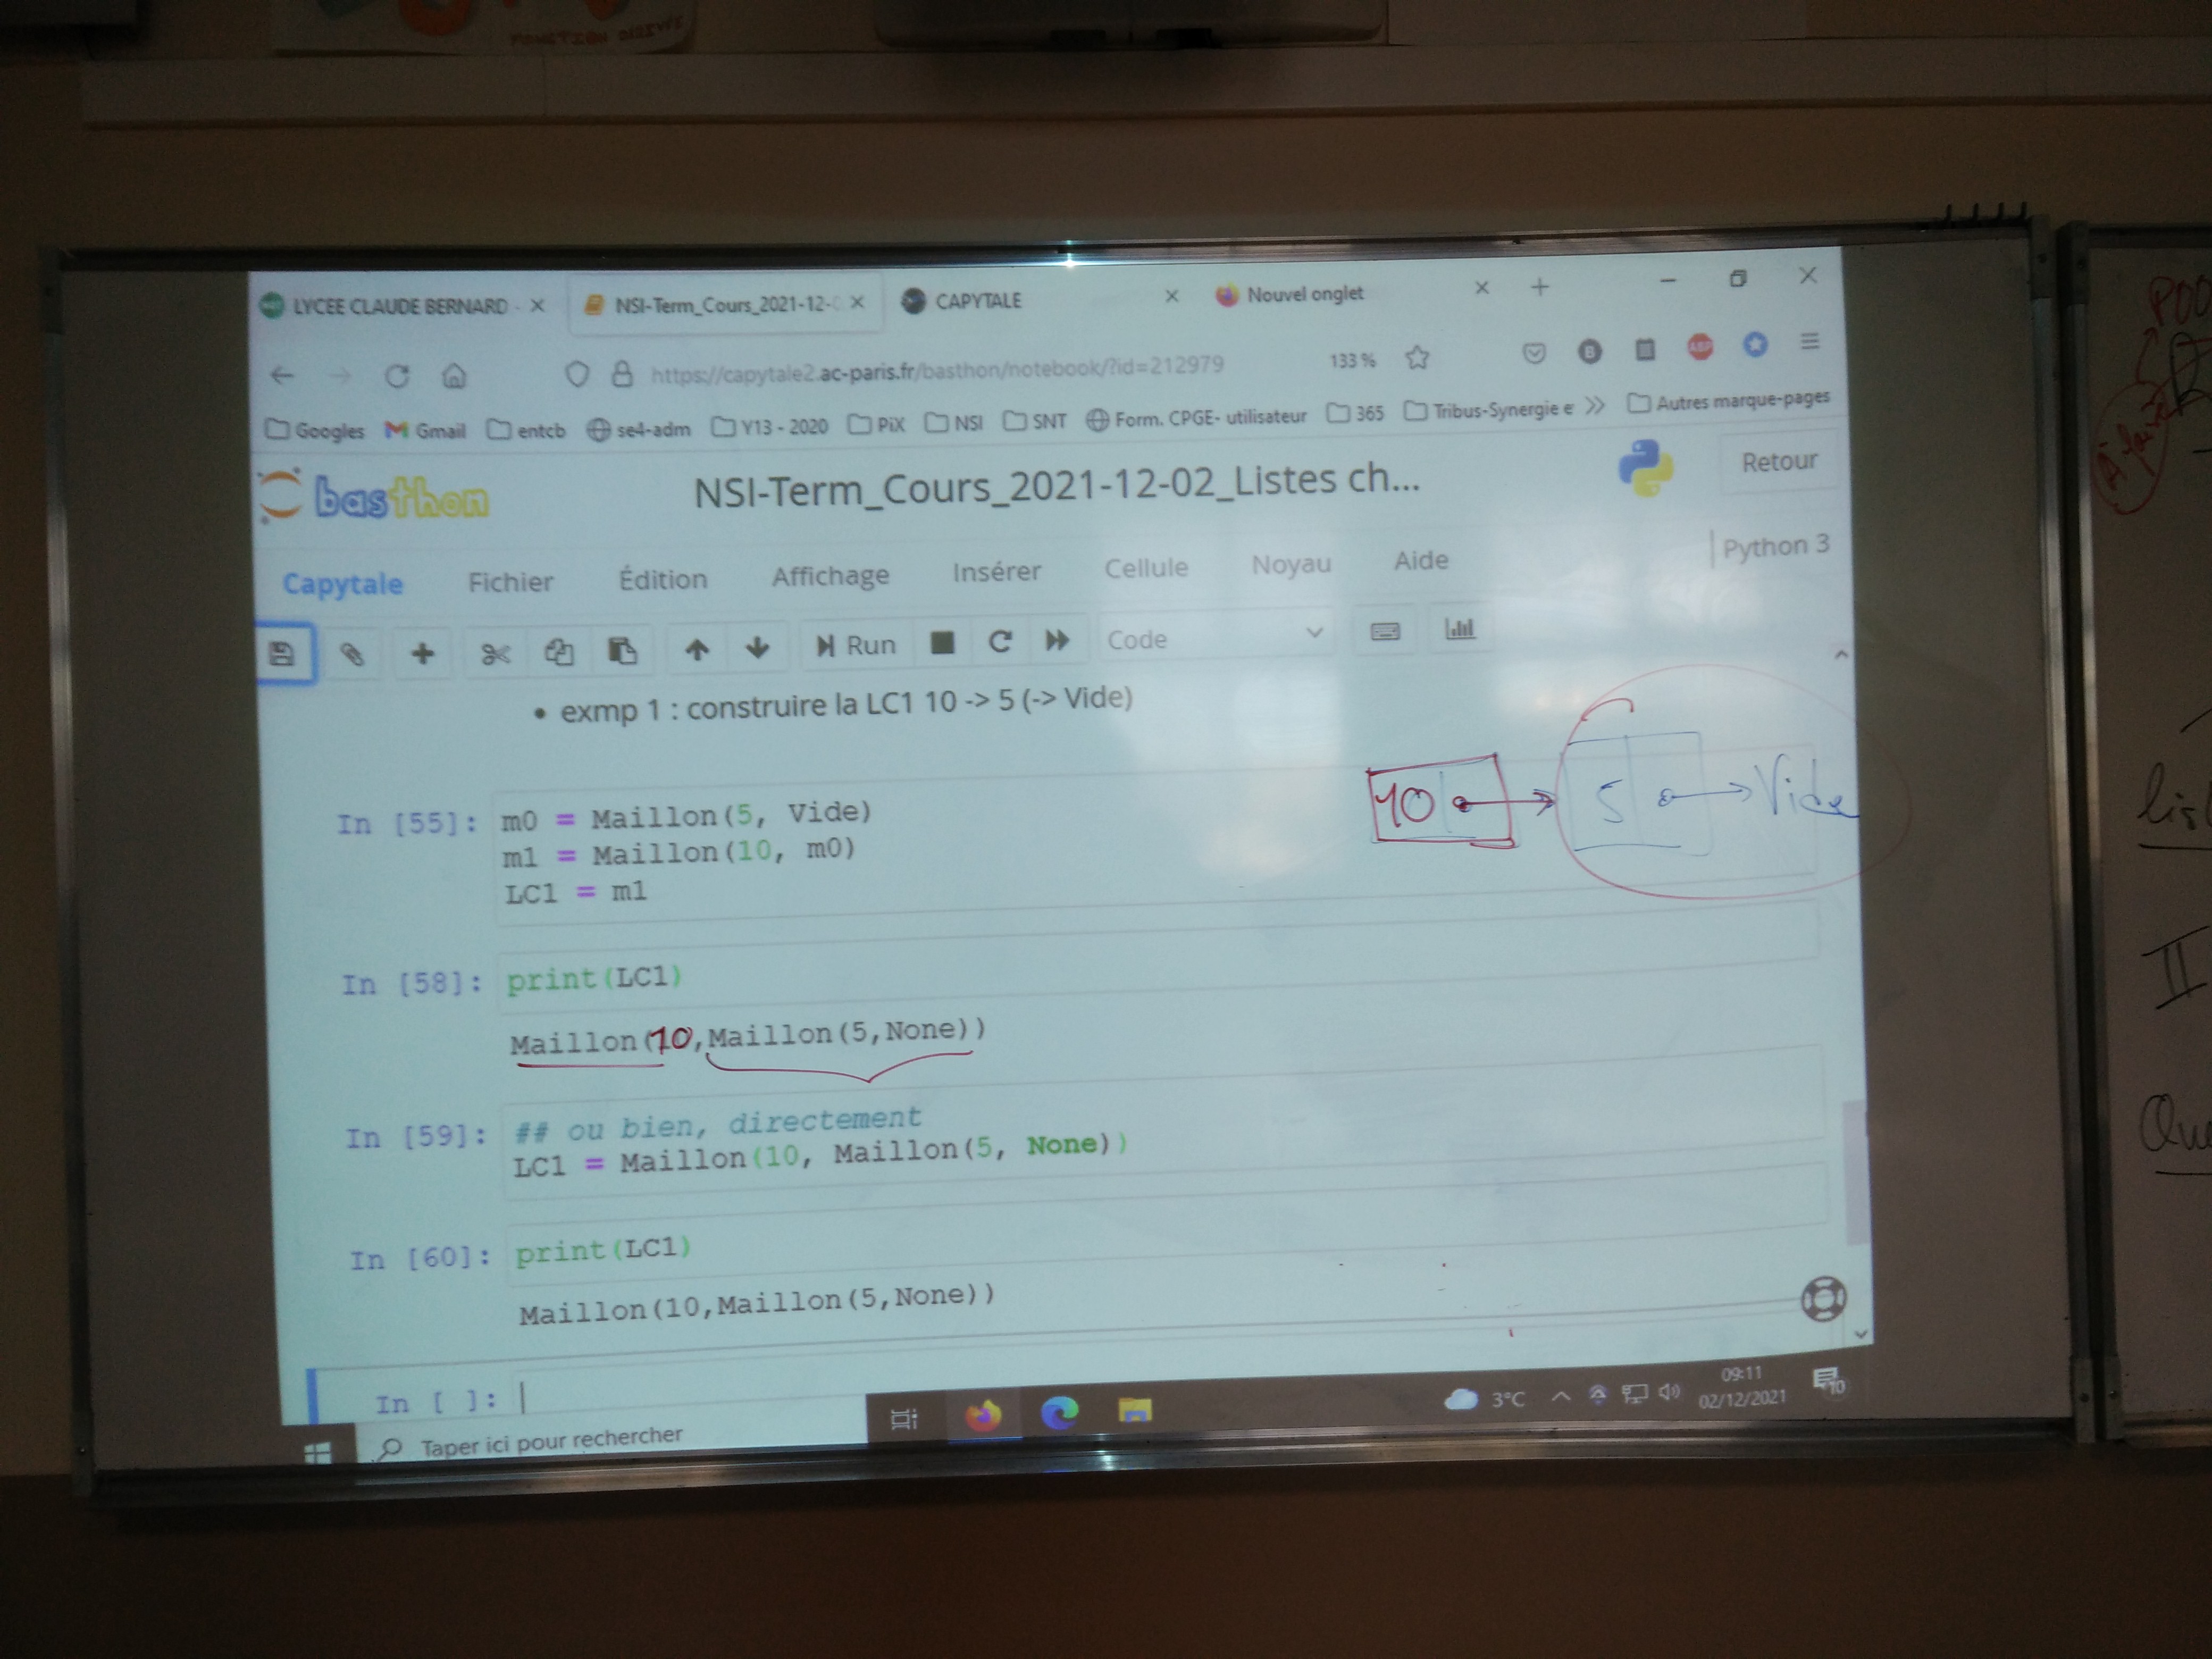 FONCTION
LYCEE CLAUDE BERNARD -
NSI-Term_Cours_2021-12-
CAPYTALE
Nouvel onglet
https://capytale2.ac-paris.fr/basthon/notebook/?id=212979
133 %
B
ABP
Googles
Gmail
entcb
se4-adm
Y13 - 2020
PiX
NSI
SNT
Form. CPGE- utilisateur
365
Tribus-Synergie e
Autres marque-pages
basthon
NSI-Term_Cours_2021-12-02_Listes ch...
Retour
Capytale
Fichier
Édition
Affichage
Insérer
Cellule
Noyau
Aide
Python 3
Run
Code
• exmp 1 : construire la LC1 10 -> 5 (-> Vide)
10 → 5 → Vide
In [55]: m0 = Maillon(5, Vide)
m1 = Maillon(10, m0)
LC1 = m1
In [58]: print(LC1)
Maillon(10,Maillon(5,None))
In [59]: ## ou bien, directement
LC1 = Maillon(10, Maillon(5, None))
In [60]: print(LC1)
Maillon(10,Maillon(5,None))
In [ ]:
Taper ici pour rechercher
3°C
09:11
02/12/2021
10
POO
lis
II
Qu